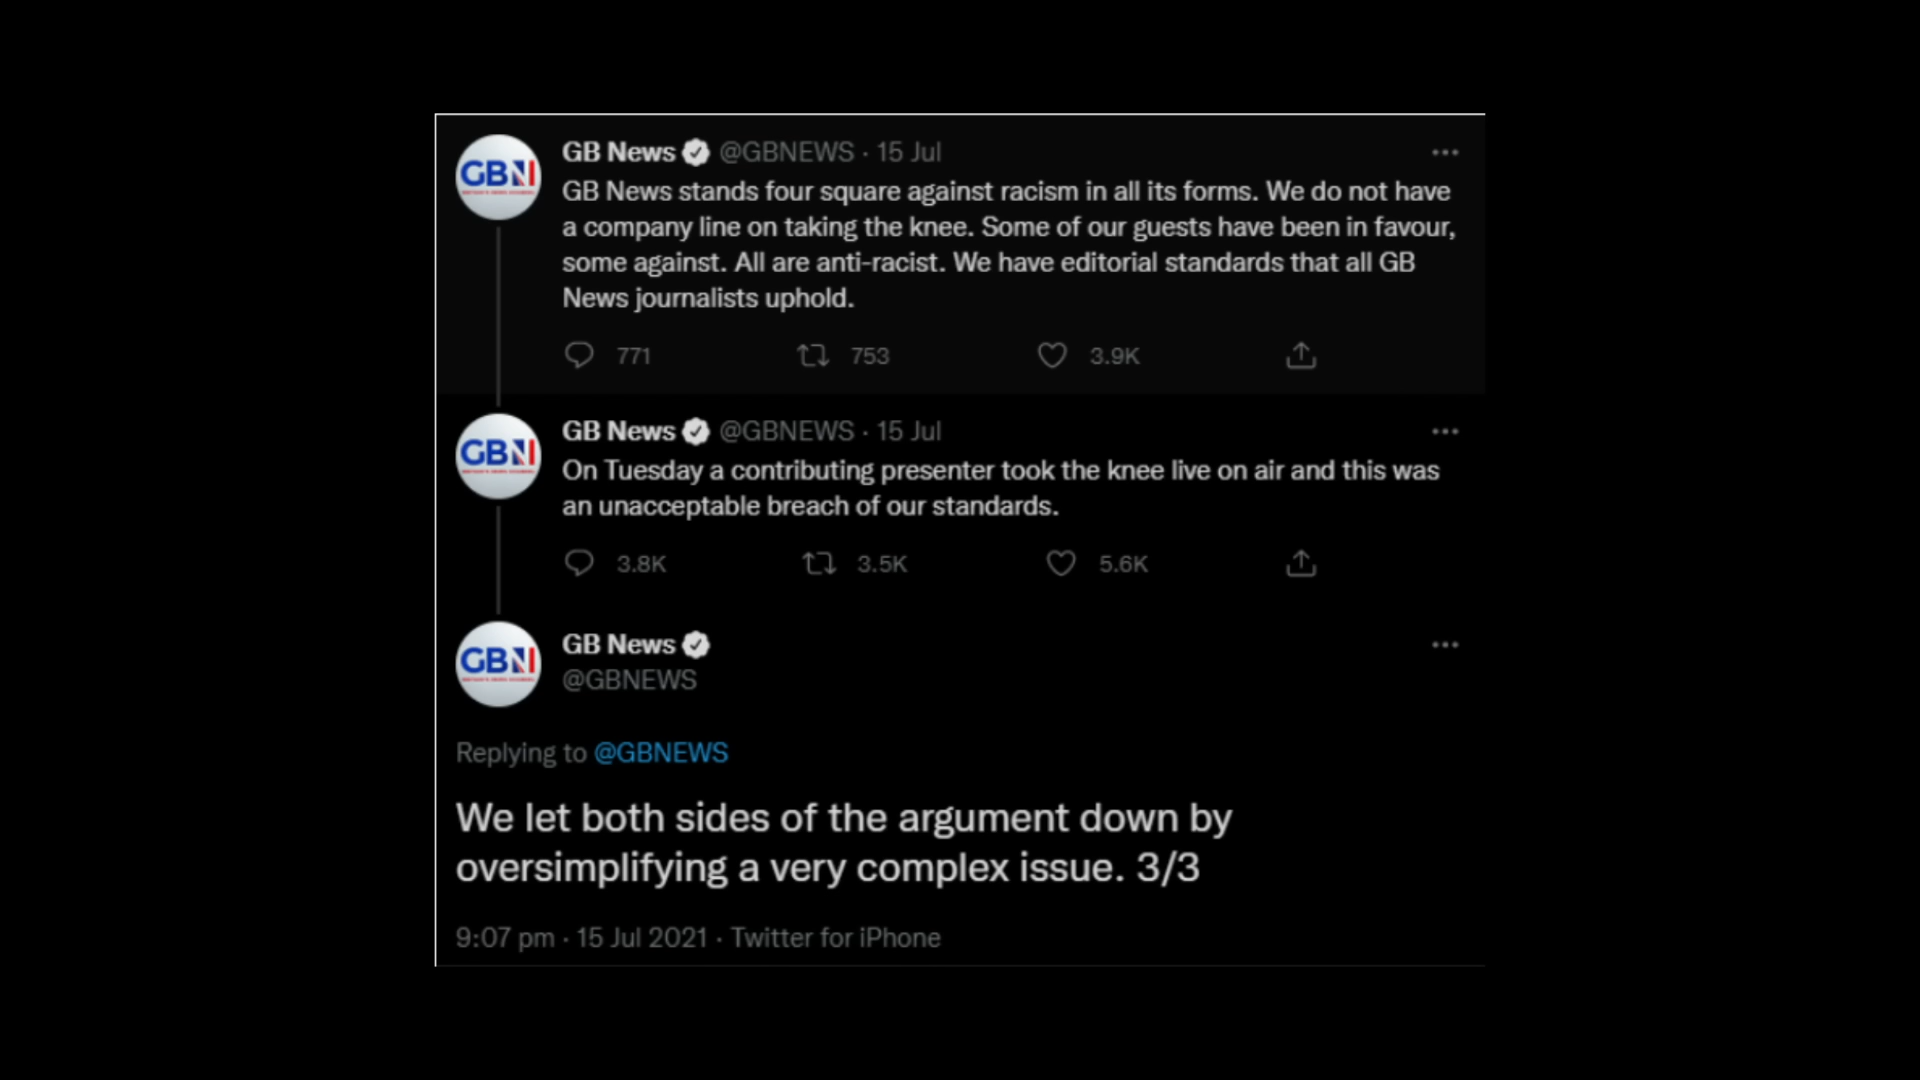 GBN
GB News @GBNEWS · 15 Jul
GB News stands four square against racism in all its forms. We do not have
a company line on taking the knee. Some of our guests have been in favour,
some against. All are anti-racist. We have editorial standards that all GB
News journalists uphold.
771 753 3.9K
GBN
GB News @GBNEWS · 15 Jul
On Tuesday a contributing presenter took the knee live on air and this was
an unacceptable breach of our standards.
3.8K 3.5K 5.6K
GBN
GB News
@GBNEWS
Replying to @GBNEWS
We let both sides of the argument down by
oversimplifying a very complex issue. 3/3
9:07 pm · 15 Jul 2021 · Twitter for iPhone